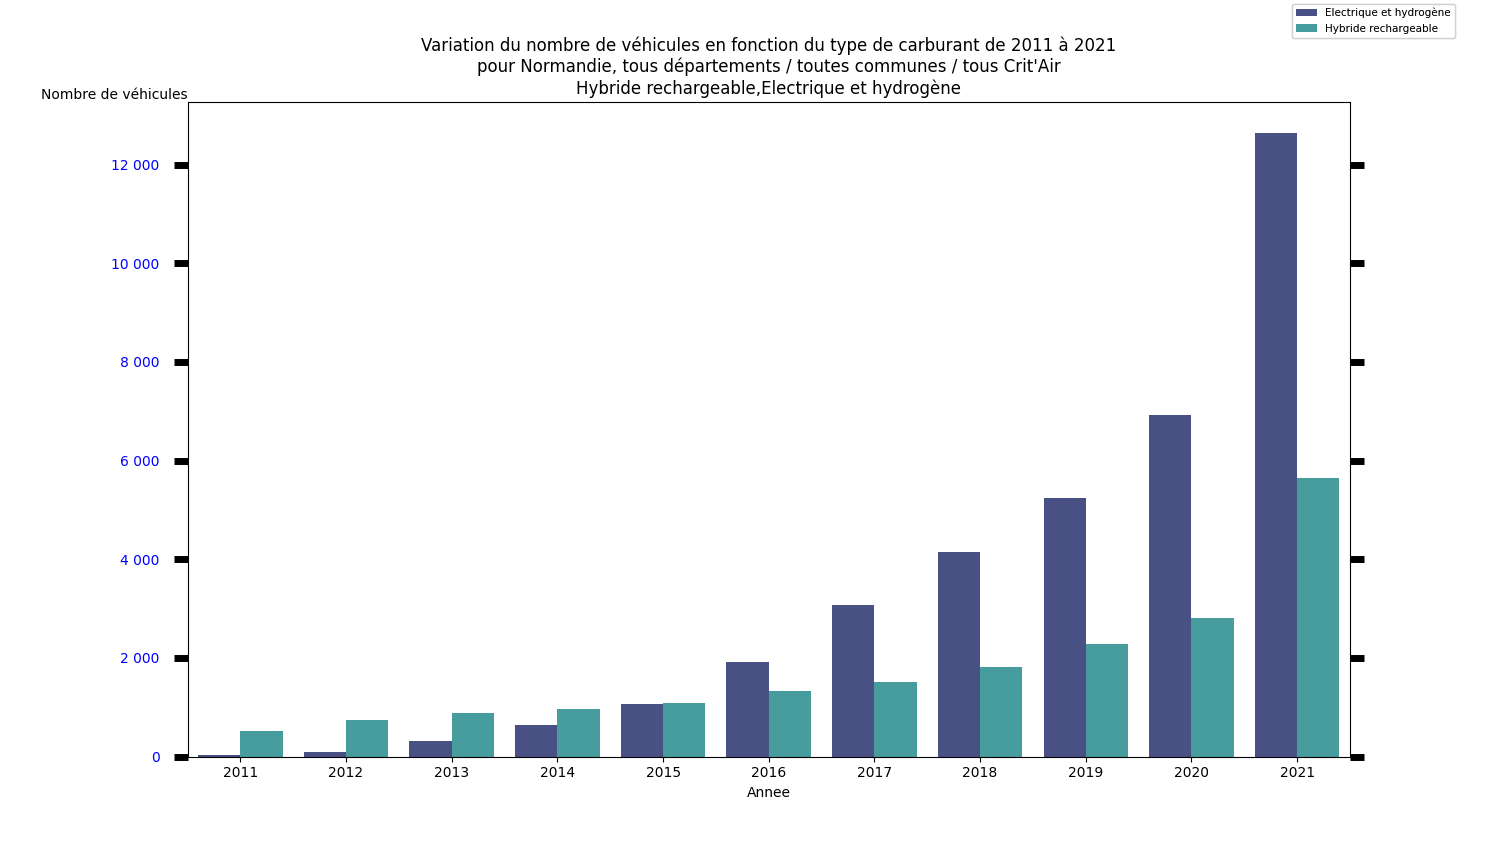 Electrique et hydrogène
Hybride rechargeable
Variation du nombre de véhicules en fonction du type de carburant de 2011 à 2021
pour Normandie, tous départements / toutes communes / tous Crit'Air
Hybride rechargeable,Electrique et hydrogène
Nombre de véhicules
12 000
10 000
8 000
6 000
4 000
2 000
0
2011 2012 2013 2014 2015 2016 2017 2018 2019 2020 2021
Annee